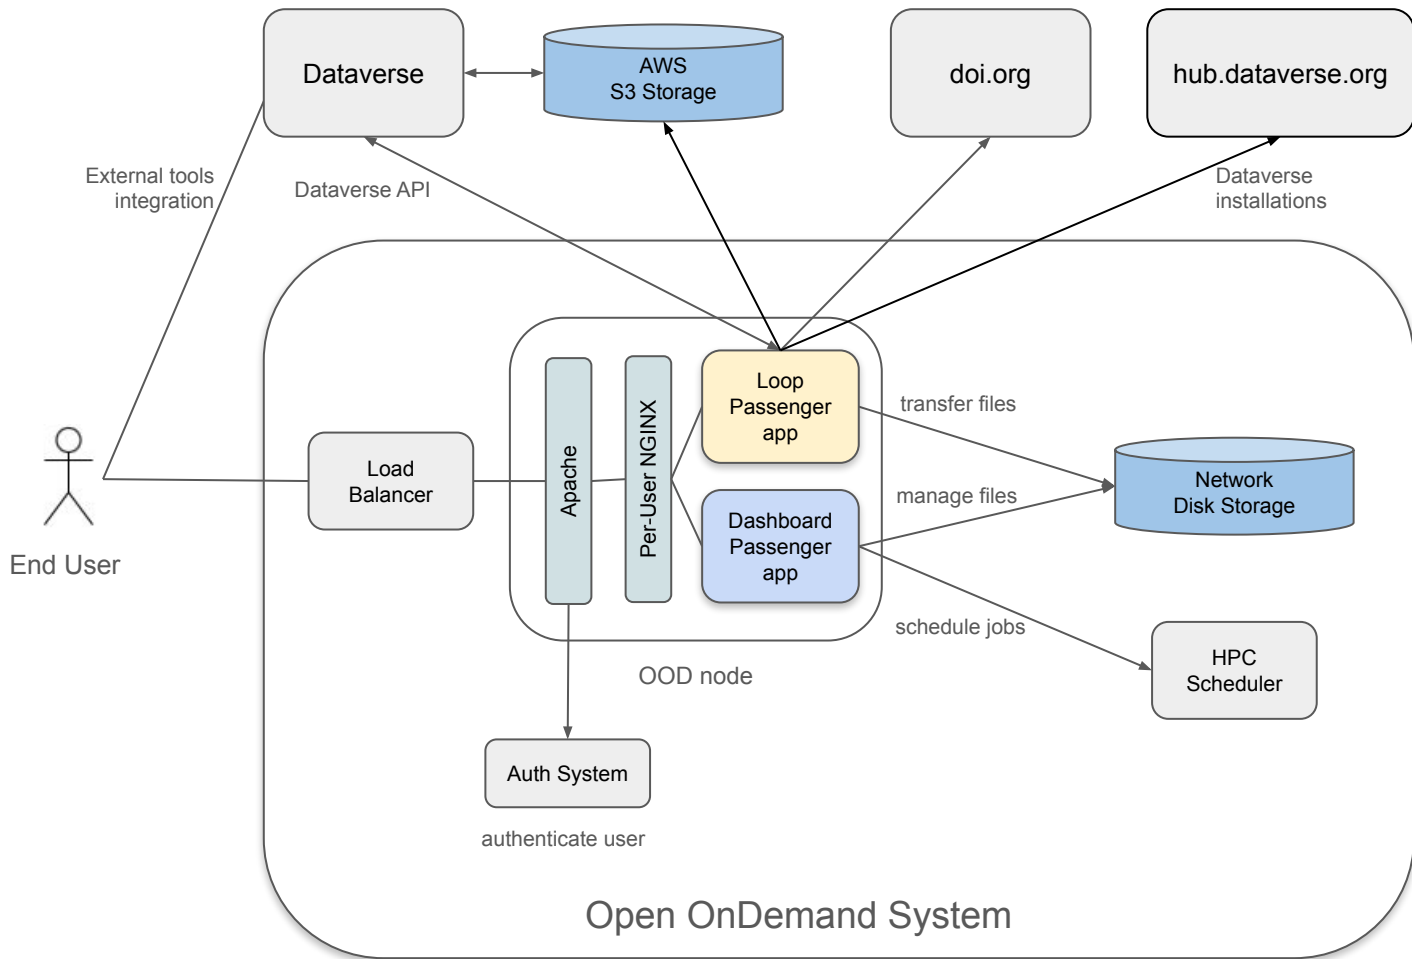 Dataverse
AWS
S3 Storage
doi.org
hub.dataverse.org
External tools
integration
Dataverse API
Dataverse
installations
Loop
Passenger
app
transfer files
Load
Balancer
Apache
Per-User NGINX
Network
Disk Storage
manage files
Dashboard
Passenger
app
End User
schedule jobs
HPC
Scheduler
OOD node
Auth System
authenticate user
Open OnDemand System